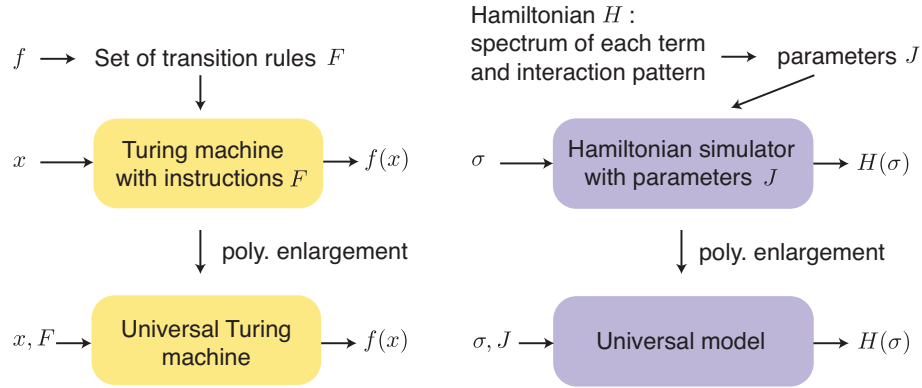 f → Set of transition rules F
x → Turing machine
with instructions F → f(x)
poly. enlargement
x, F → Universal Turing
machine → f(x)
Hamiltonian H :
spectrum of each term
and interaction pattern → parameters J
σ → Hamiltonian simulator
with parameters J → H(σ)
poly. enlargement
σ, J → Universal model → H(σ)